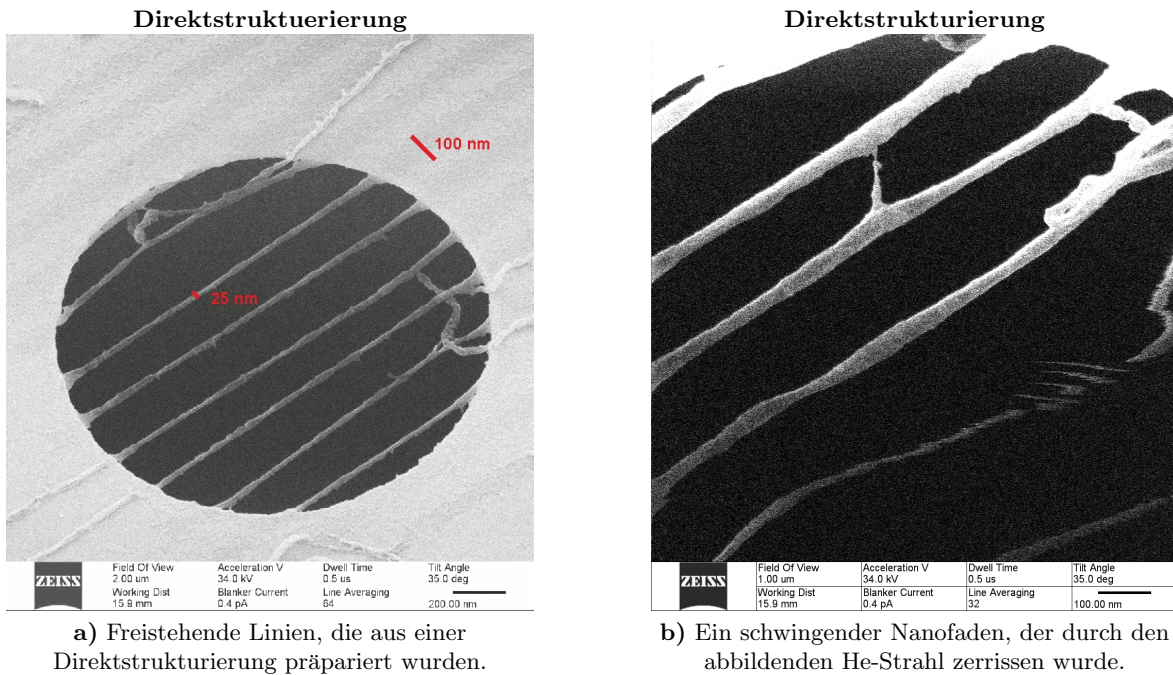 Direktstruktuerierung
100 nm
25 nm
ZEISS
Field Of View
2.00 um
Acceleration V
34.0 kV
Dwell Time
0.5 us
Tilt Angle
35.0 deg
Working Dist
15.9 mm
Blanker Current
0.4 pA
Line Averaging
64
200.00 nm
a) Freistehende Linien, die aus einer
Direktstrukturierung präpariert wurden.
Direktstrukturierung
ZEISS
Field Of View
1.00 um
Acceleration V
34.0 kV
Dwell Time
0.5 us
Tilt Angle
35.0 deg
Working Dist
15.9 mm
Blanker Current
0.4 pA
Line Averaging
32
100.00 nm
b) Ein schwingender Nanofaden, der durch den
abbildenden He-Strahl zerrissen wurde.